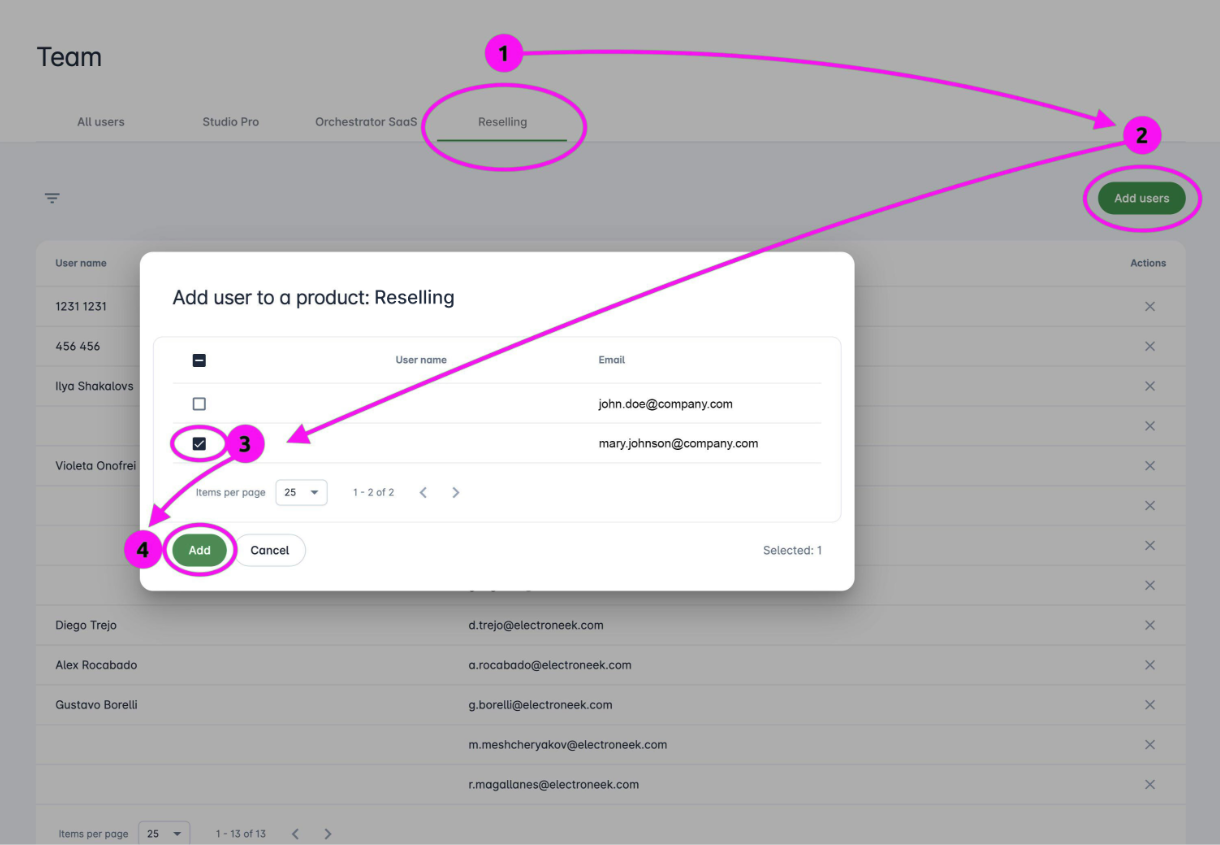 Team
1
All users Studio Pro Orchestrator SaaS Reselling
2
Add users
User name Actions
1231 1231
456 456
Ilya Shakalovs
Violeta Onofrei
Add user to a product: Reselling
User name Email
john.doe@company.com
mary.johnson@company.com
3
Items per page 25 1 - 2 of 2
4
Add Cancel Selected: 1
Diego Trejo d.trejo@electroneek.com
Alex Rocabado a.rocabado@electroneek.com
Gustavo Borelli g.borelli@electroneek.com
m.meshcheryakov@electroneek.com
r.magallanes@electroneek.com
Items per page 25 1 - 13 of 13